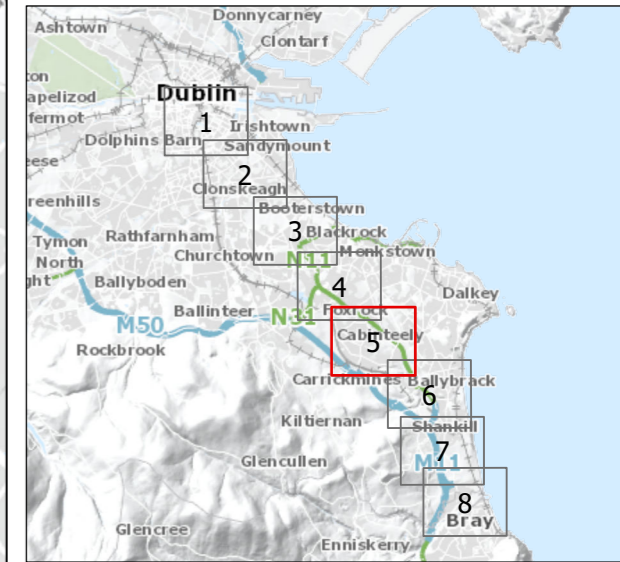 Donnycarney
Ashtown
Clontarf
ton
apelizod
Dublin
fermot
1
Irishtown
Dolphins Barn
Sandymount
eese
2
Clonskeagh
reenhills
Booterstown
3
Blackrock
Tymon
North
Rathfarnham
Churchtown
Monkstown
N11
ght
Ballyboden
4
Dalkey
Ballinteer
N31
Foxrock
M50
Cabinteely
5
Rockbrook
Carrickmines
Ballybrack
6
Kiltiernan
Shankill
7
Glencullen
M11
8
Bray
Glencree
Enniskerry